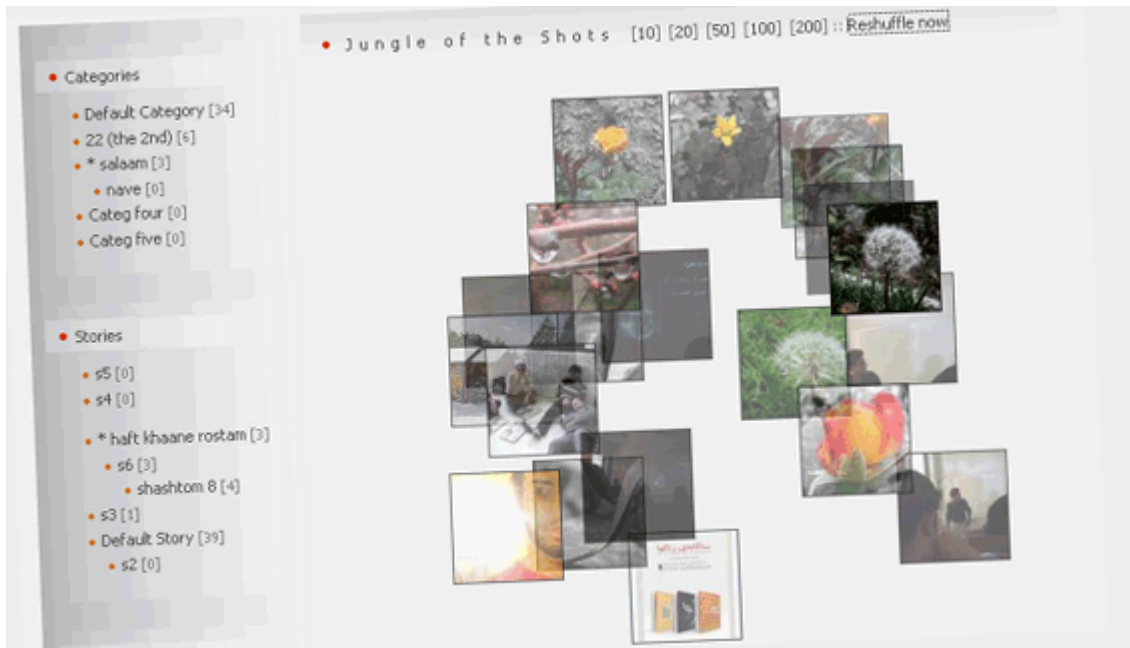 Jungle of the Shots [10] [20] [50] [100] [200] :: Reshuffle now
Categories
Default Category [34]
22 (the 2nd) [6]
* salaam [3]
nave [0]
Categ four [0]
Categ five [0]
Stories
s5 [0]
s4 [0]
* haft khaane rostam [3]
s6 [3]
shashtom 8 [4]
s3 [1]
Default Story [39]
s2 [0]